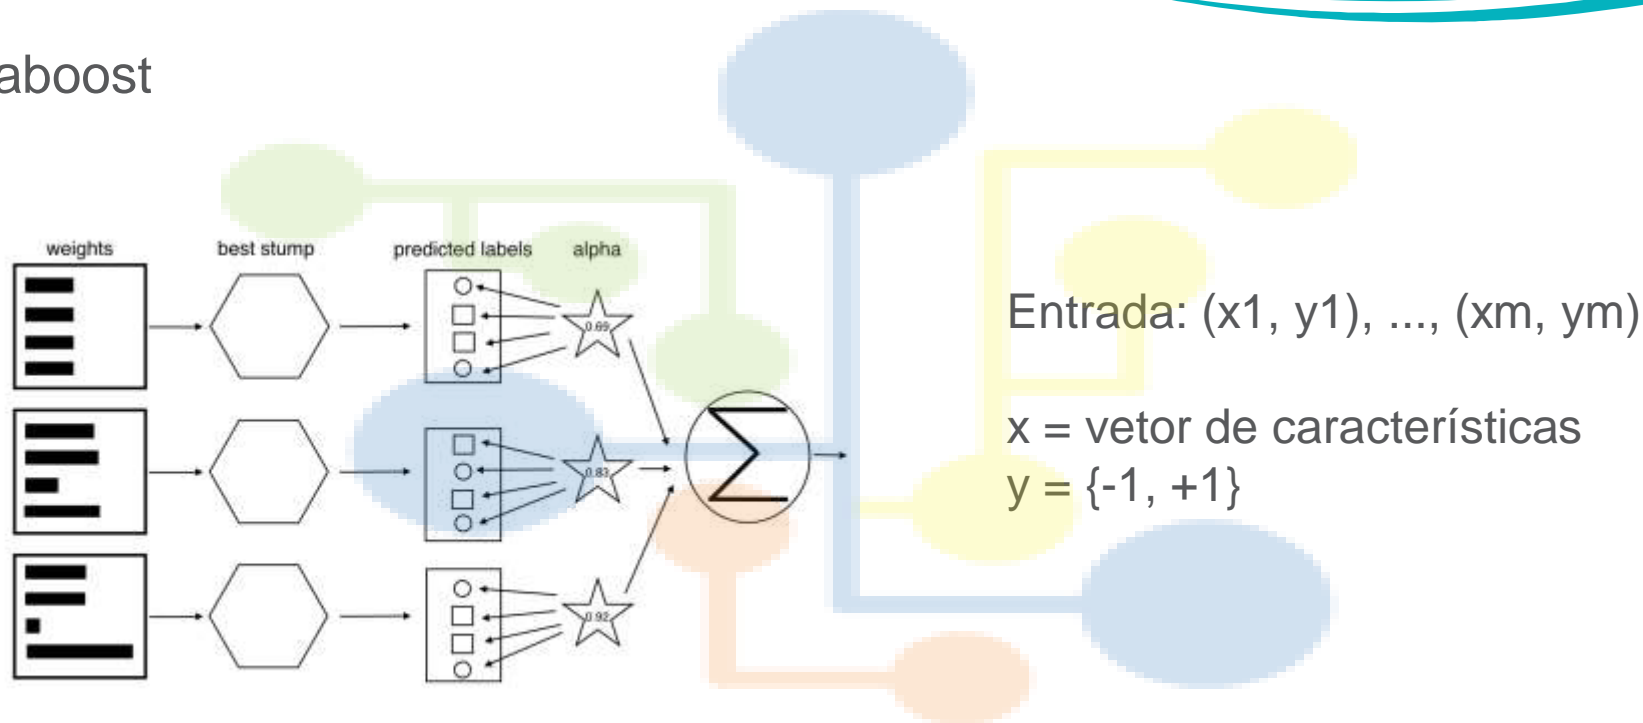 aboost
weights best stump predicted labels alpha
0.69
0.83
0.92
Entrada: (x1, y1), ..., (xm, ym)
x = vetor de características
y = {-1, +1}